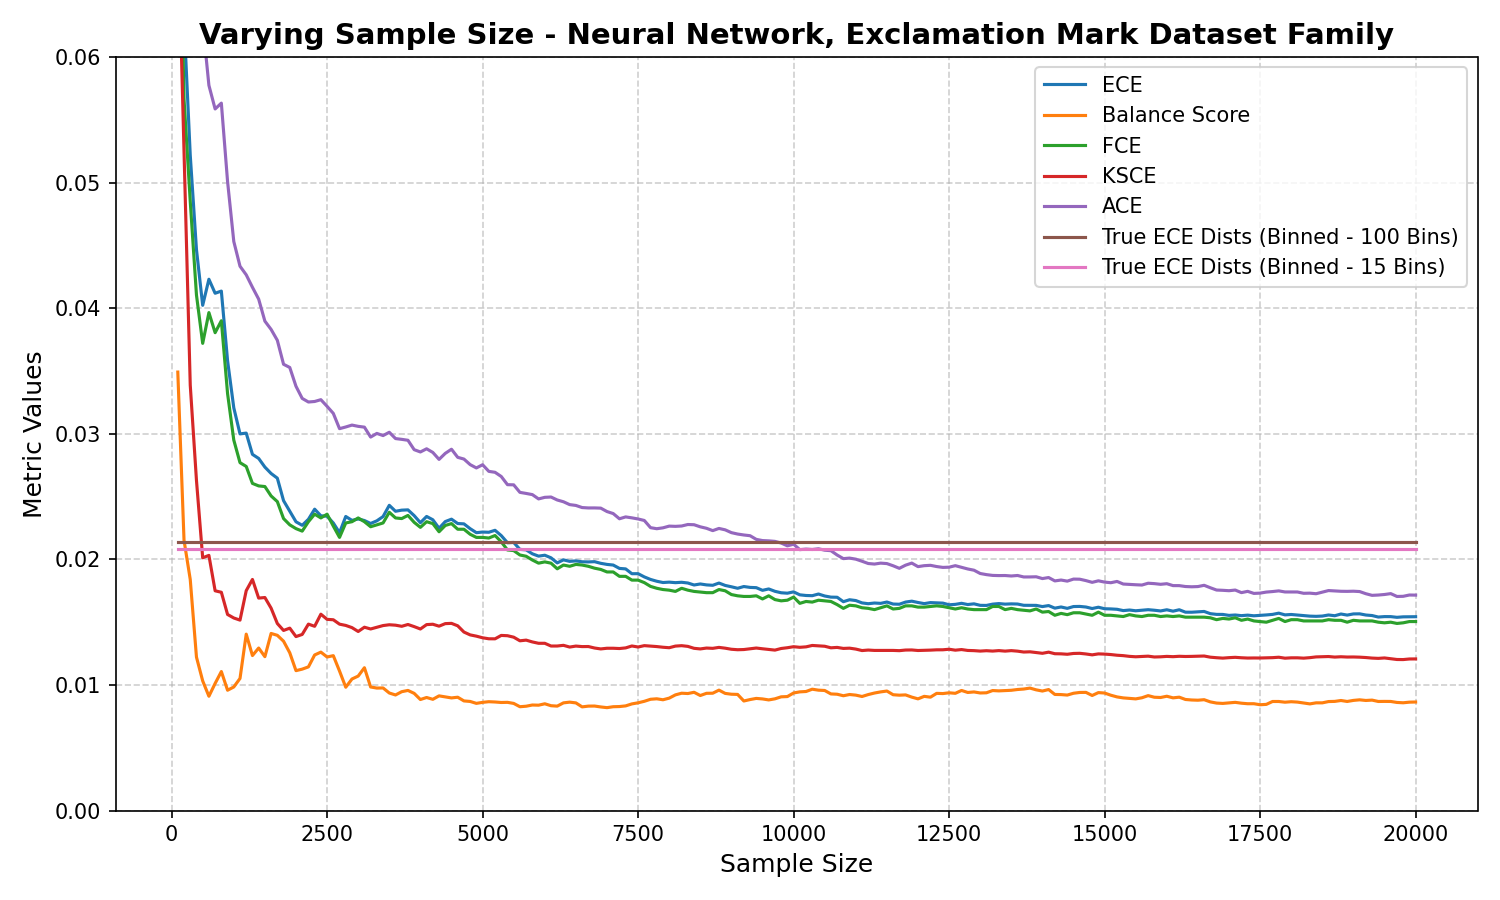 Varying Sample Size - Neural Network, Exclamation Mark Dataset Family
0.06
0.05
0.04
0.03
0.02
0.01
0.00
Metric Values
ECE
Balance Score
FCE
KSCE
ACE
True ECE Dists (Binned - 100 Bins)
True ECE Dists (Binned - 15 Bins)
0 2500 5000 7500 10000 12500 15000 17500 20000
Sample Size